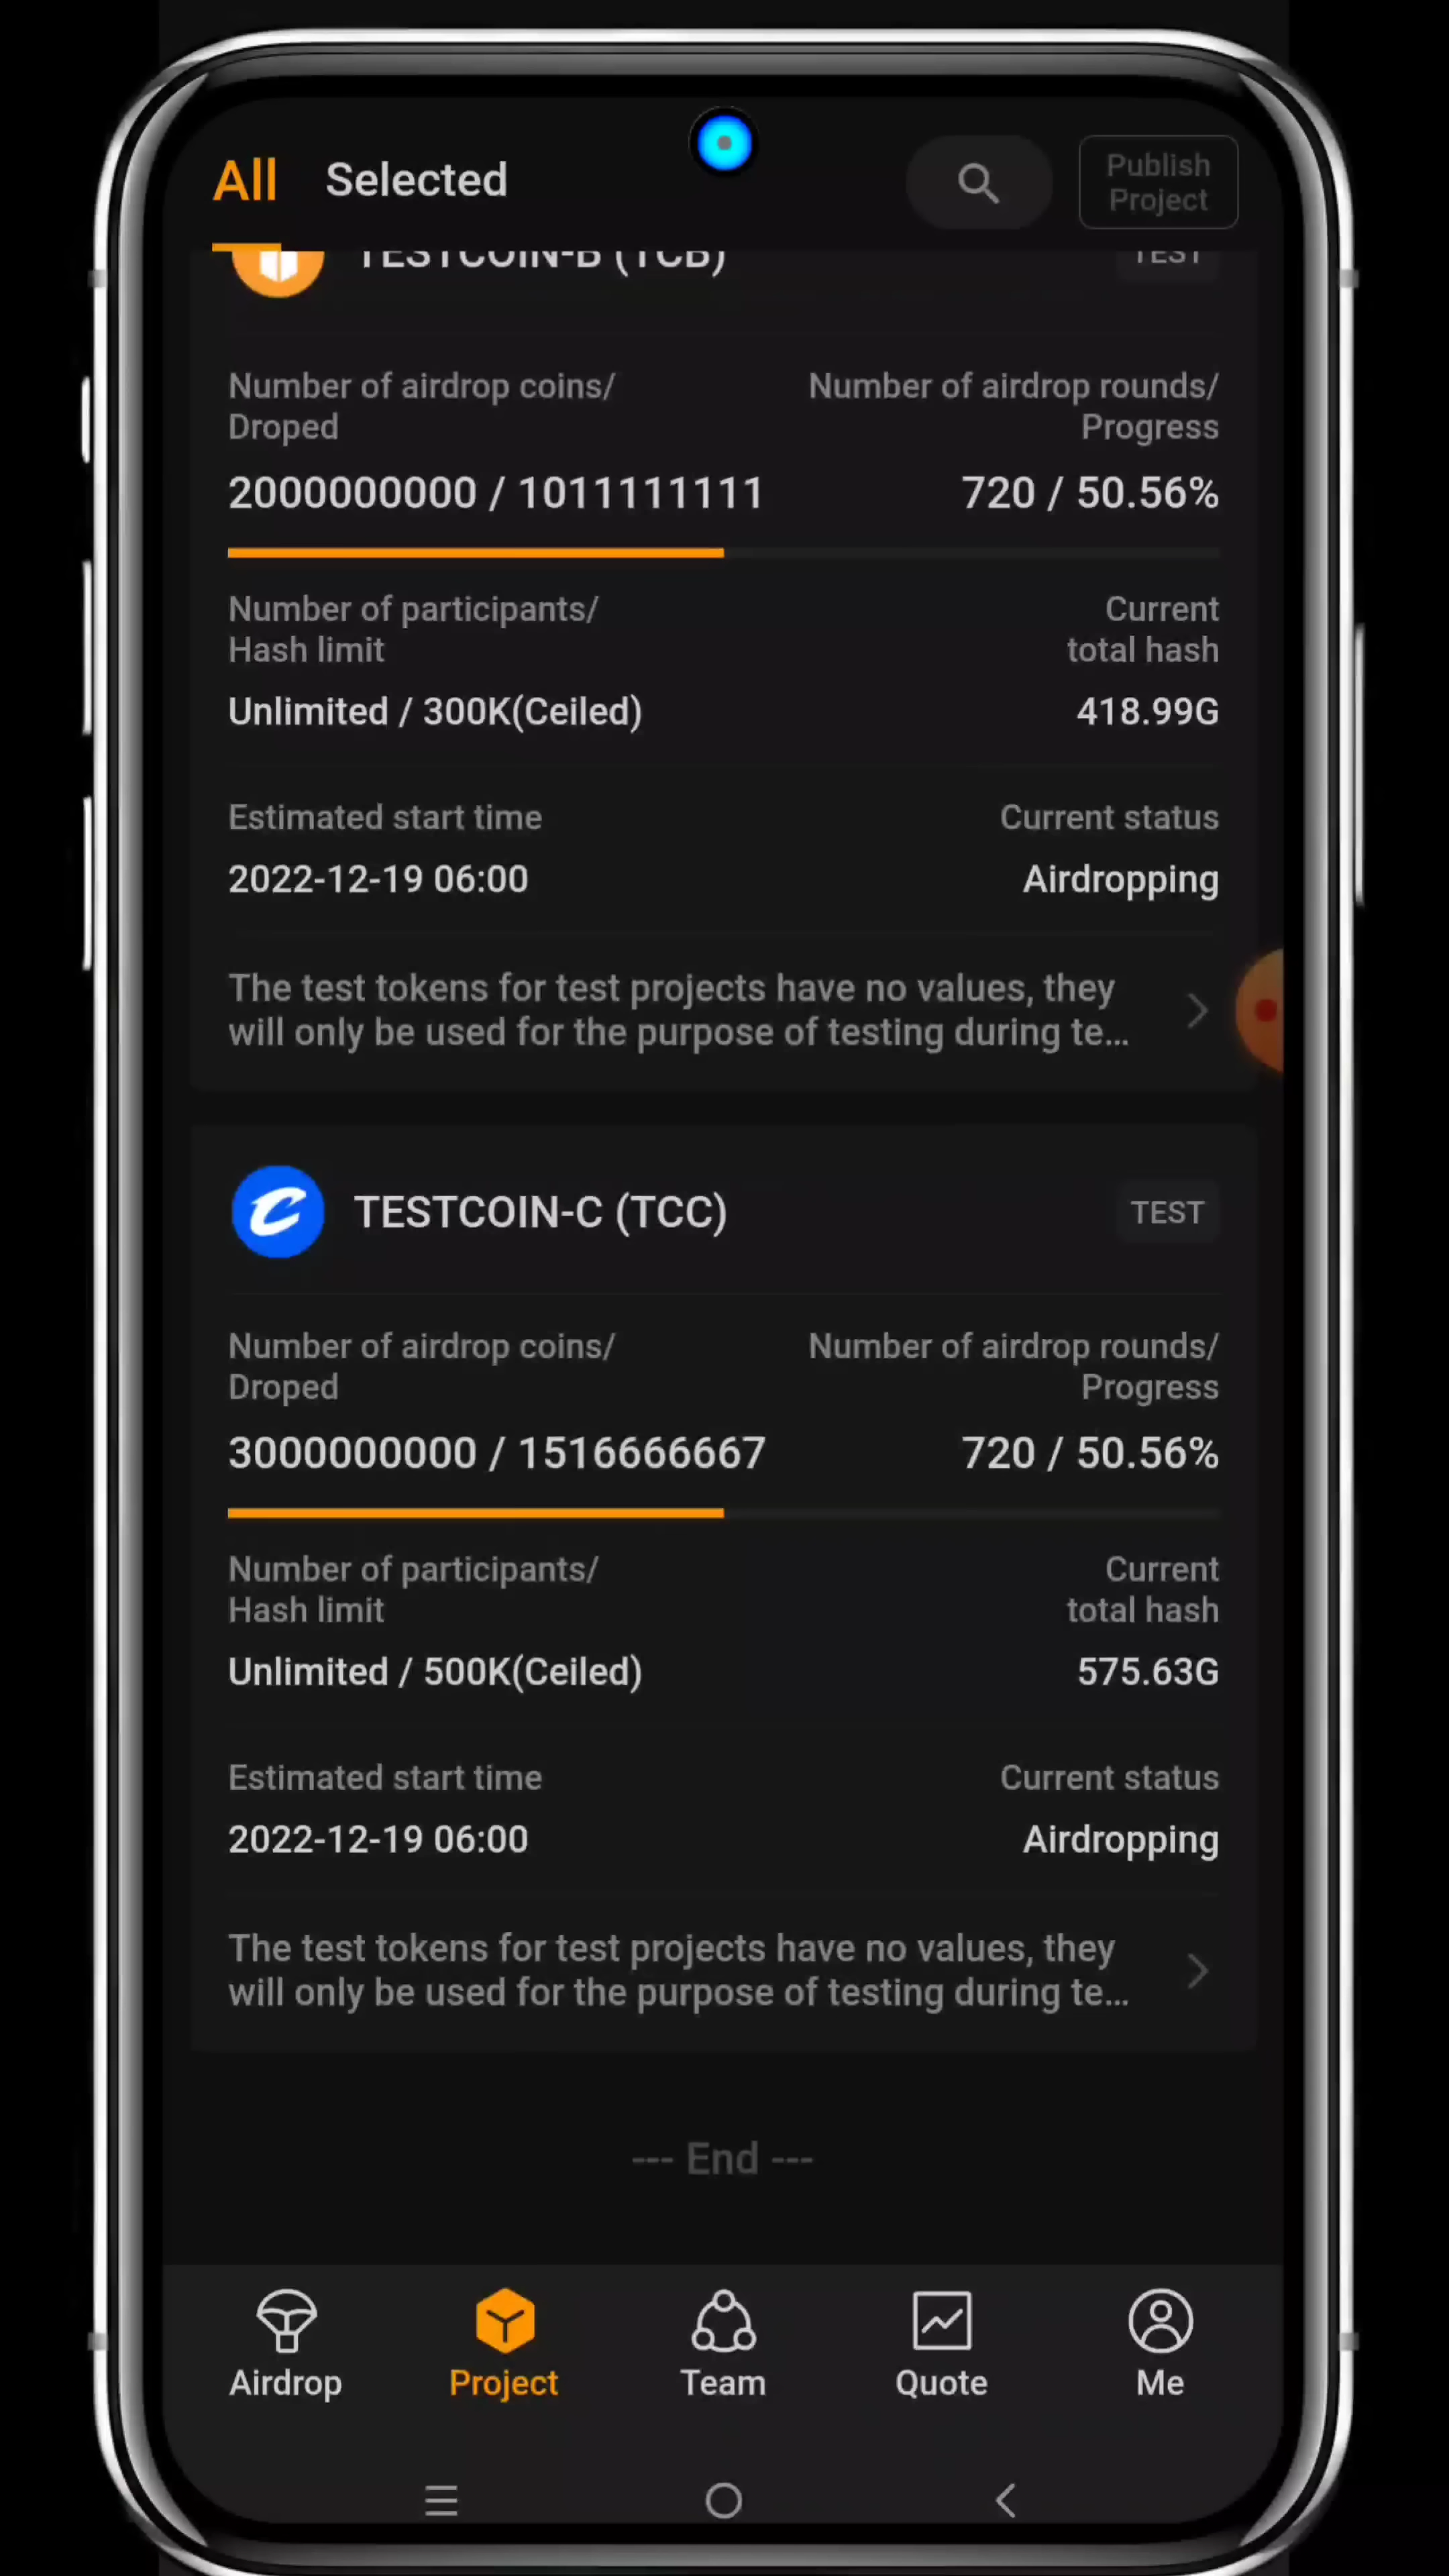 All Selected Publish
Project
TESTCOIN-B (TCB) TEST
Number of airdrop coins/ Number of airdrop rounds/
Droped Progress
2000000000 / 1011111111 720 / 50.56%
Number of participants/ Current
Hash limit total hash
Unlimited / 300K(Ceiled) 418.99G
Estimated start time Current status
2022-12-19 06:00 Airdropping
The test tokens for test projects have no values, they
will only be used for the purpose of testing during te...
TESTCOIN-C (TCC) TEST
Number of airdrop coins/ Number of airdrop rounds/
Droped Progress
3000000000 / 1516666667 720 / 50.56%
Number of participants/ Current
Hash limit total hash
Unlimited / 500K(Ceiled) 575.63G
Estimated start time Current status
2022-12-19 06:00 Airdropping
The test tokens for test projects have no values, they
will only be used for the purpose of testing during te...
--- End ---
Airdrop Project Team Quote Me